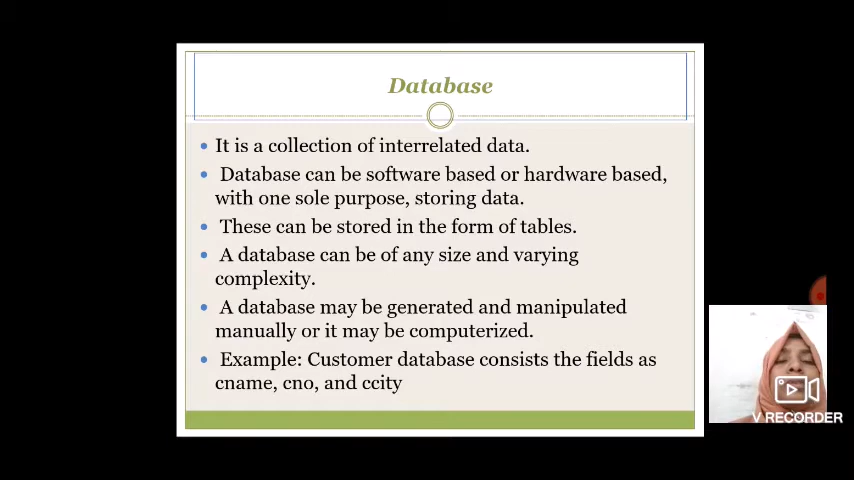 Database
It is a collection of interrelated data.
Database can be software based or hardware based,
with one sole purpose, storing data.
These can be stored in the form of tables.
A database can be of any size and varying
complexity.
A database may be generated and manipulated
manually or it may be computerized.
Example: Customer database consists the fields as
cname, cno, and ccity
V RECORDER